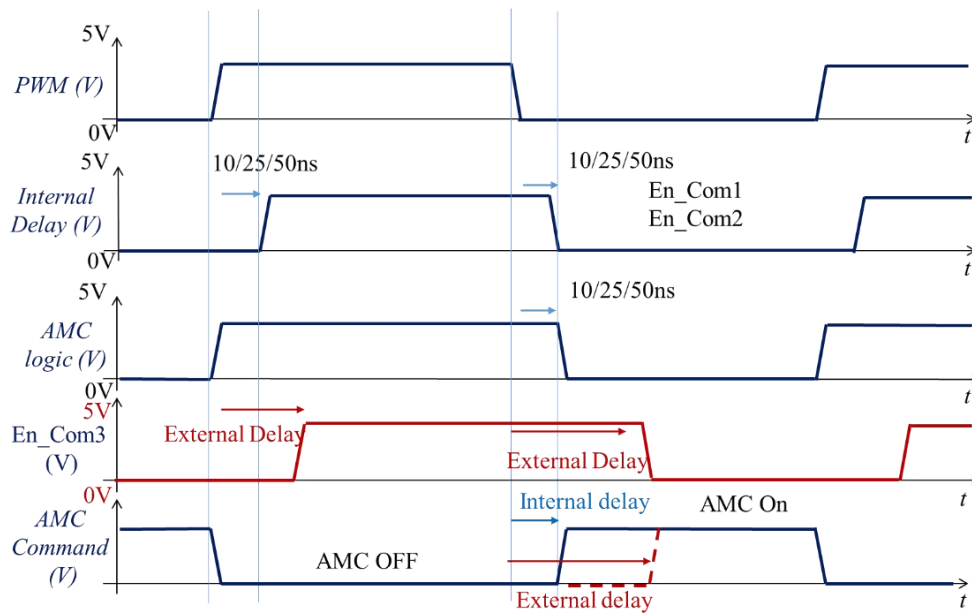 5V
PWM (V)
0V
t
5V
10/25/50ns
10/25/50ns
Internal
Delay (V)
En_Com1
En_Com2
0V
t
5V
10/25/50ns
AMC
logic (V)
0V
t
5V
En_Com3
(V)
External Delay
External Delay
0V
t
AMC
Command
(V)
Internal delay
AMC On
AMC OFF
External delay
t